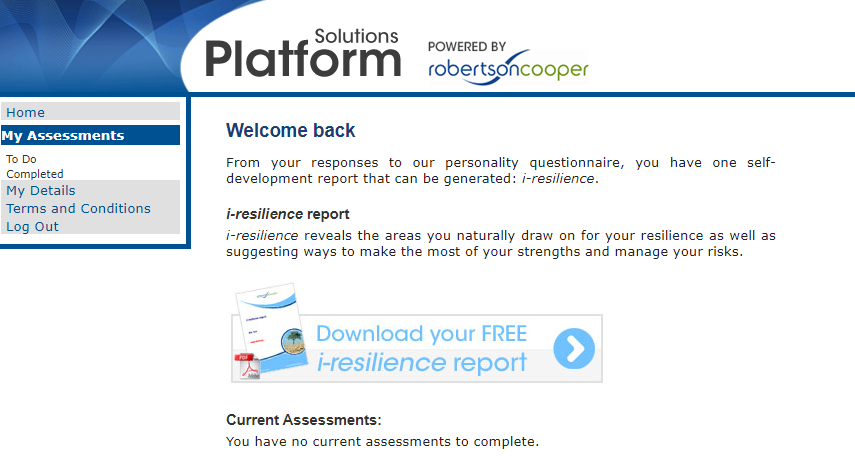 Solutions
Platform
POWERED BY
robertsoncooper
Home
My Assessments
To Do
Completed
My Details
Terms and Conditions
Log Out
Welcome back
From your responses to our personality questionnaire, you have one self-
development report that can be generated: i-resilience.
i-resilience report
i-resilience reveals the areas you naturally draw on for your resilience as well as
suggesting ways to make the most of your strengths and manage your risks.
Download your FREE
i-resilience report
PDF
Current Assessments:
You have no current assessments to complete.